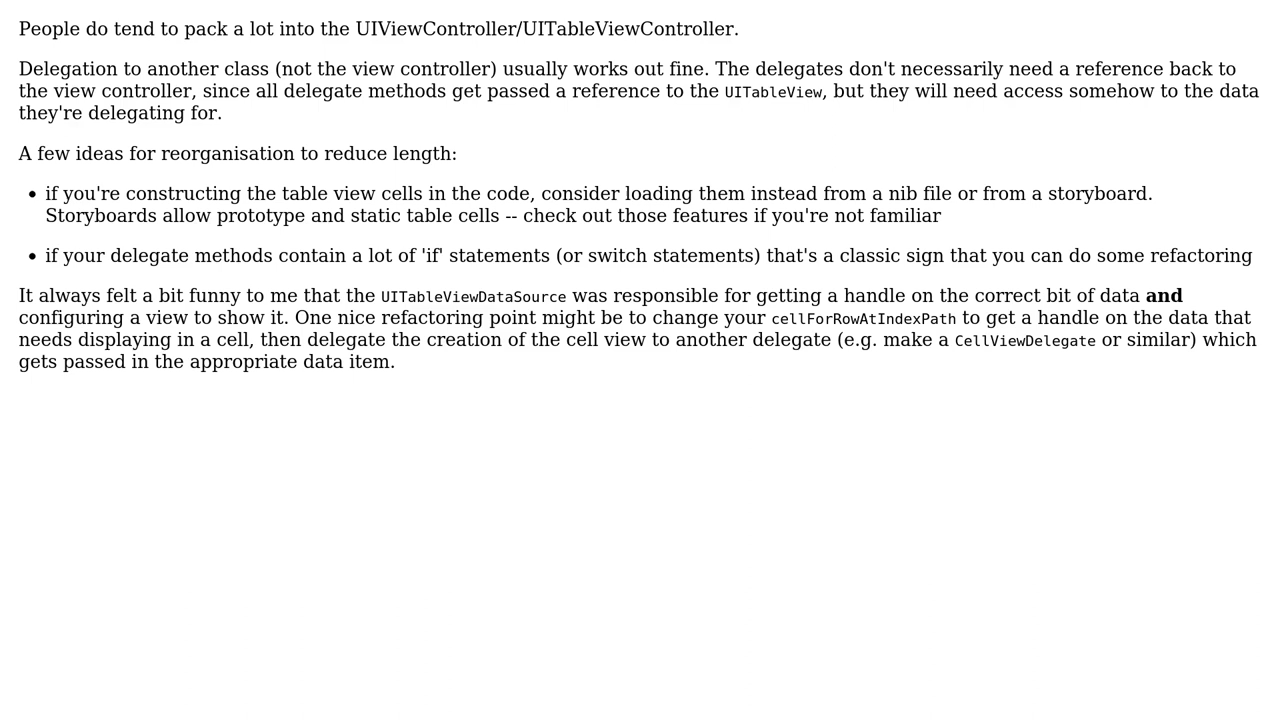 People do tend to pack a lot into the UIViewController/UITableViewController.
Delegation to another class (not the view controller) usually works out fine. The delegates don't necessarily need a reference back to
the view controller, since all delegate methods get passed a reference to the UITableView, but they will need access somehow to the data
they're delegating for.
A few ideas for reorganisation to reduce length:
• if you're constructing the table view cells in the code, consider loading them instead from a nib file or from a storyboard.
Storyboards allow prototype and static table cells -- check out those features if you're not familiar
• if your delegate methods contain a lot of 'if' statements (or switch statements) that's a classic sign that you can do some refactoring
It always felt a bit funny to me that the UITableViewDataSource was responsible for getting a handle on the correct bit of data and
configuring a view to show it. One nice refactoring point might be to change your cellForRowAtIndexPath to get a handle on the data that
needs displaying in a cell, then delegate the creation of the cell view to another delegate (e.g. make a CellViewDelegate or similar) which
gets passed in the appropriate data item.